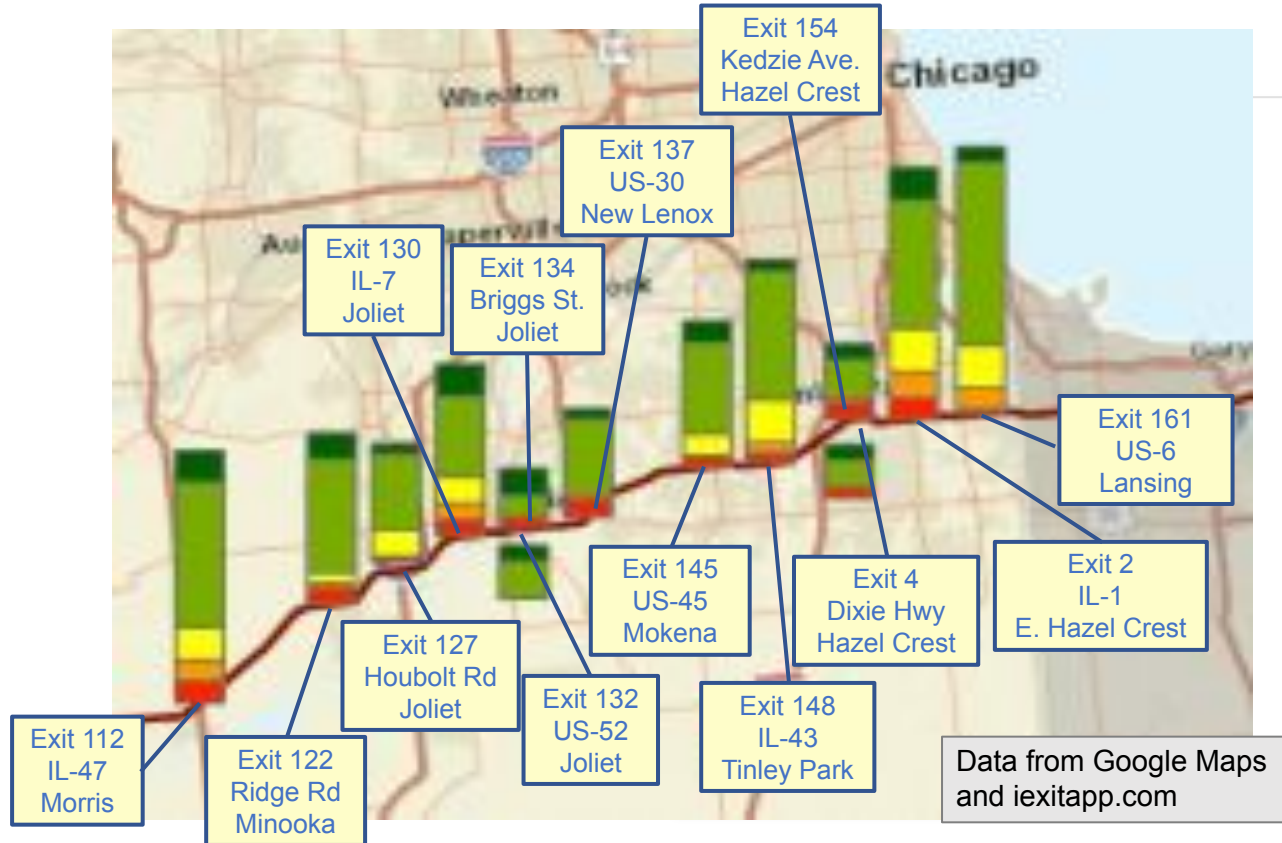 Exit 154
Kedzie Ave.
Hazel Crest
Chicago
Wheaton
Exit 137
US-30
New Lenox
Exit 130
IL-7
Joliet
Exit 134
Briggs St.
Joliet
Exit 161
US-6
Lansing
Exit 145
US-45
Mokena
Exit 4
Dixie Hwy
Hazel Crest
Exit 2
IL-1
E. Hazel Crest
Exit 127
Houbolt Rd
Joliet
Exit 132
US-52
Joliet
Exit 148
IL-43
Tinley Park
Exit 112
IL-47
Morris
Exit 122
Ridge Rd
Minooka
Data from Google Maps
and iexitapp.com